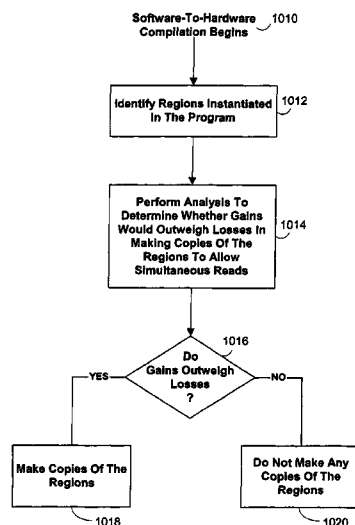 Software-To-Hardware
Compilation Begins
1010
Identify Regions Instantiated
In The Program
1012
Perform Analysis To
Determine Whether Gains
Would Outweigh Losses In
Making Copies Of The
Regions To Allow
Simultaneous Reads
1014
1016
Do
Gains Outweigh
Losses
?
YES
NO
Make Copies Of The
Regions
1018
Do Not Make Any
Copies Of The
Regions
1020